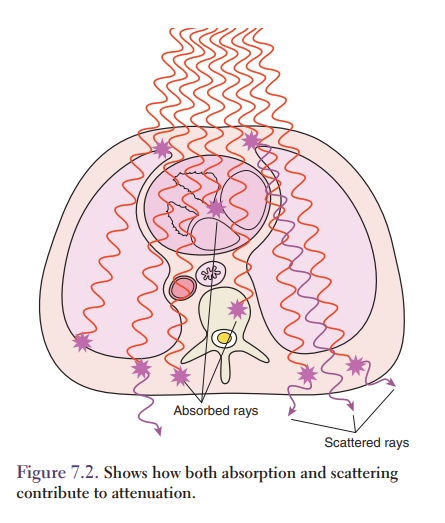 Absorbed rays
Scattered rays
Figure 7.2. Shows how both absorption and scattering
contribute to attenuation.